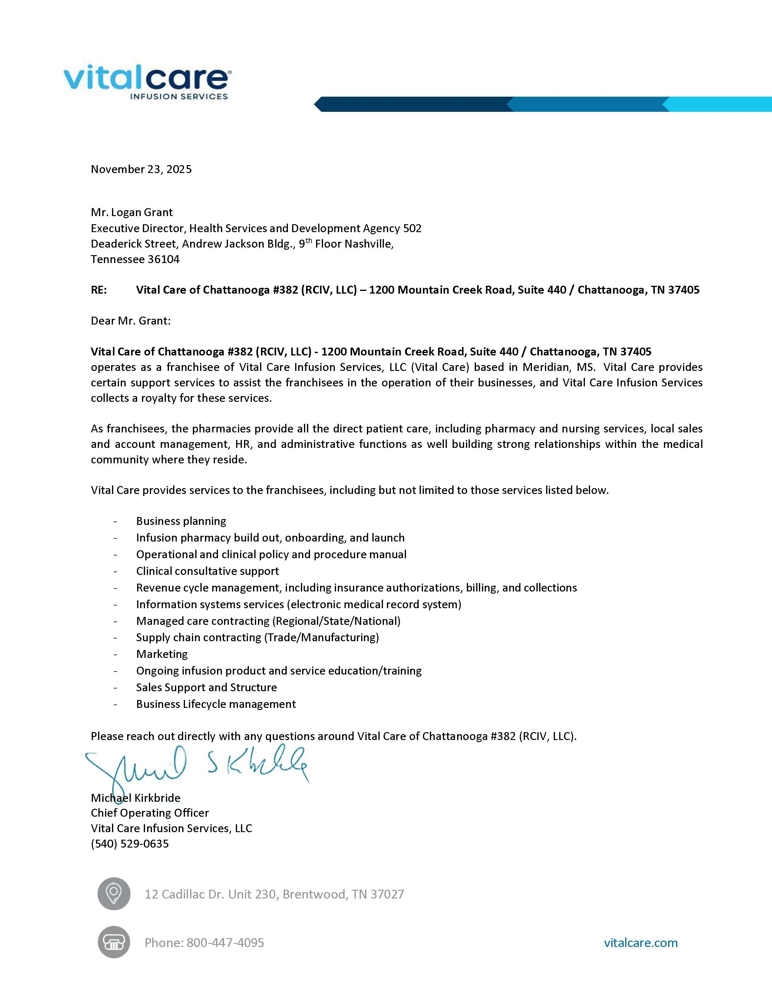 vitalcare®
INFUSION SERVICES
November 23, 2025
Mr. Logan Grant
Executive Director, Health Services and Development Agency 502
Deaderick Street, Andrew Jackson Bldg., 9th Floor Nashville,
Tennessee 36104
RE: Vital Care of Chattanooga #382 (RCIV, LLC) – 1200 Mountain Creek Road, Suite 440 / Chattanooga, TN 37405
Dear Mr. Grant:
Vital Care of Chattanooga #382 (RCIV, LLC) - 1200 Mountain Creek Road, Suite 440 / Chattanooga, TN 37405
operates as a franchisee of Vital Care Infusion Services, LLC (Vital Care) based in Meridian, MS. Vital Care provides
certain support services to assist the franchisees in the operation of their businesses, and Vital Care Infusion Services
collects a royalty for these services.
As franchisees, the pharmacies provide all the direct patient care, including pharmacy and nursing services, local sales
and account management, HR, and administrative functions as well building strong relationships within the medical
community where they reside.
Vital Care provides services to the franchisees, including but not limited to those services listed below.
- Business planning
- Infusion pharmacy build out, onboarding, and launch
- Operational and clinical policy and procedure manual
- Clinical consultative support
- Revenue cycle management, including insurance authorizations, billing, and collections
- Information systems services (electronic medical record system)
- Managed care contracting (Regional/State/National)
- Supply chain contracting (Trade/Manufacturing)
- Marketing
- Ongoing infusion product and service education/training
- Sales Support and Structure
- Business Lifecycle management
Please reach out directly with any questions around Vital Care of Chattanooga #382 (RCIV, LLC).
Michael Kirkbride
Chief Operating Officer
Vital Care Infusion Services, LLC
(540) 529-0635
12 Cadillac Dr. Unit 230, Brentwood, TN 37027
Phone: 800-447-4095
vitalcare.com